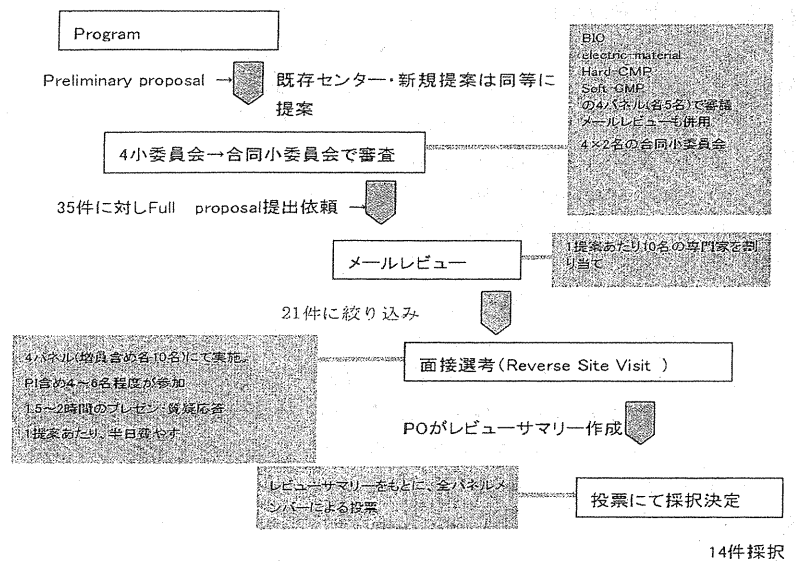 Program
Preliminary proposal →
既存センター・新規提案は同等に
提案
BIO
electric material
Hard CMP
Soft CMP
の4パネル(各5名)で審議
メールレビューも併用
4×2名の合同小委員会
4小委員会→合同小委員会で審査
35件に対しFull proposal提出依頼 →
メールレビュー
1提案あたり10名の専門家を割
り当て
21件に絞り込み
4パネル(増員含め各10名)にて実施。
PI含め4～6名程度が参加
1.5～2時間のプレゼン・質疑応答
1提案あたり、半日費やす
面接選考(Reverse Site Visit )
POがレビューサマリー作成
レビューサマリーをもとに、全パネルメ
ンバーによる投票
投票にて採択決定
14件採択